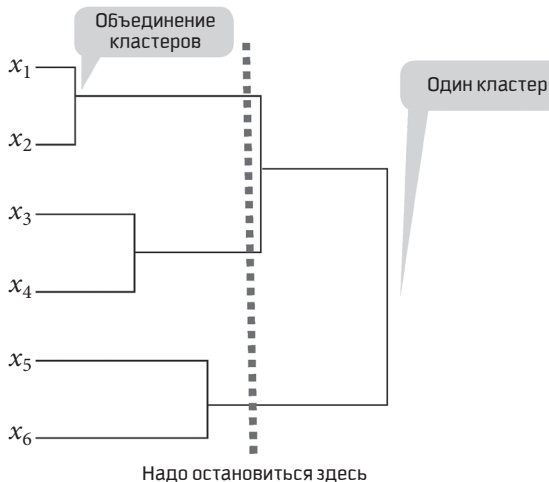 Объединение
кластеров
x1
Один кластер
x2
x3
x4
x5
x6
Надо остановиться здесь